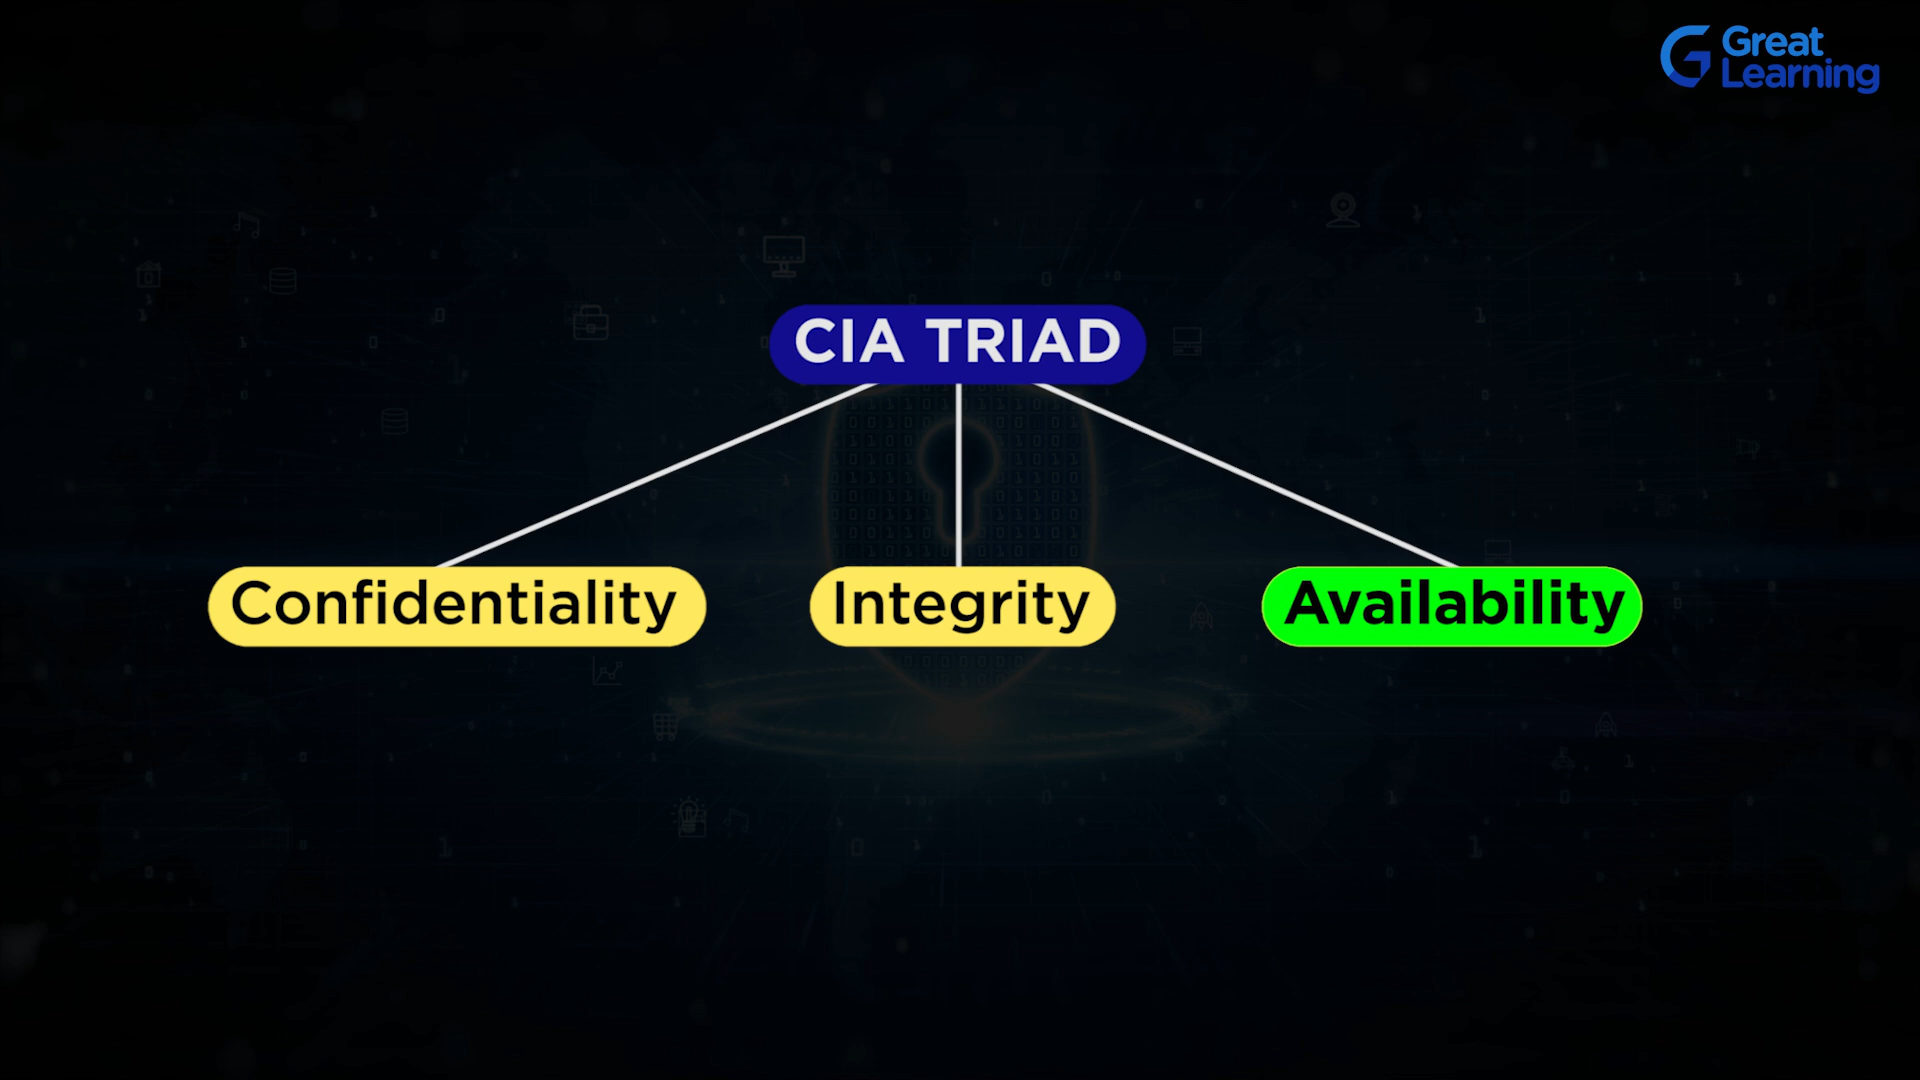 Great
Learning
CIA TRIAD
Confidentiality
Integrity
Availability